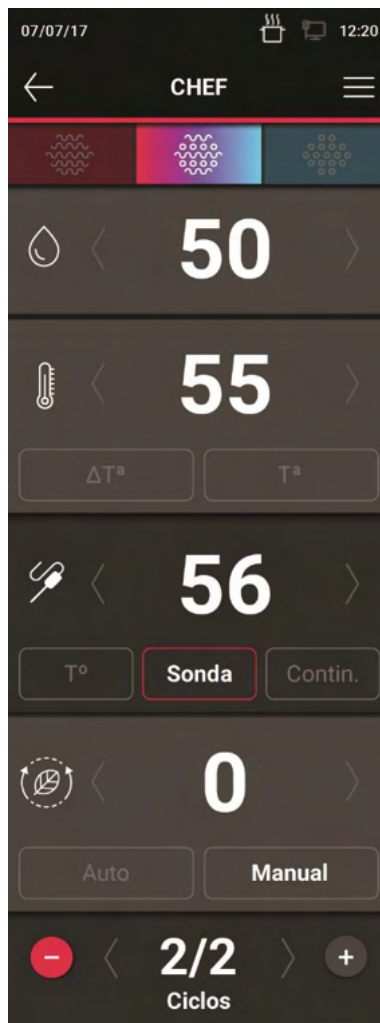 07/07/17 12:20
CHEF
50
55
ΔTª Tª
56
Tº Sonda Contin.
0
Auto Manual
2/2
Ciclos